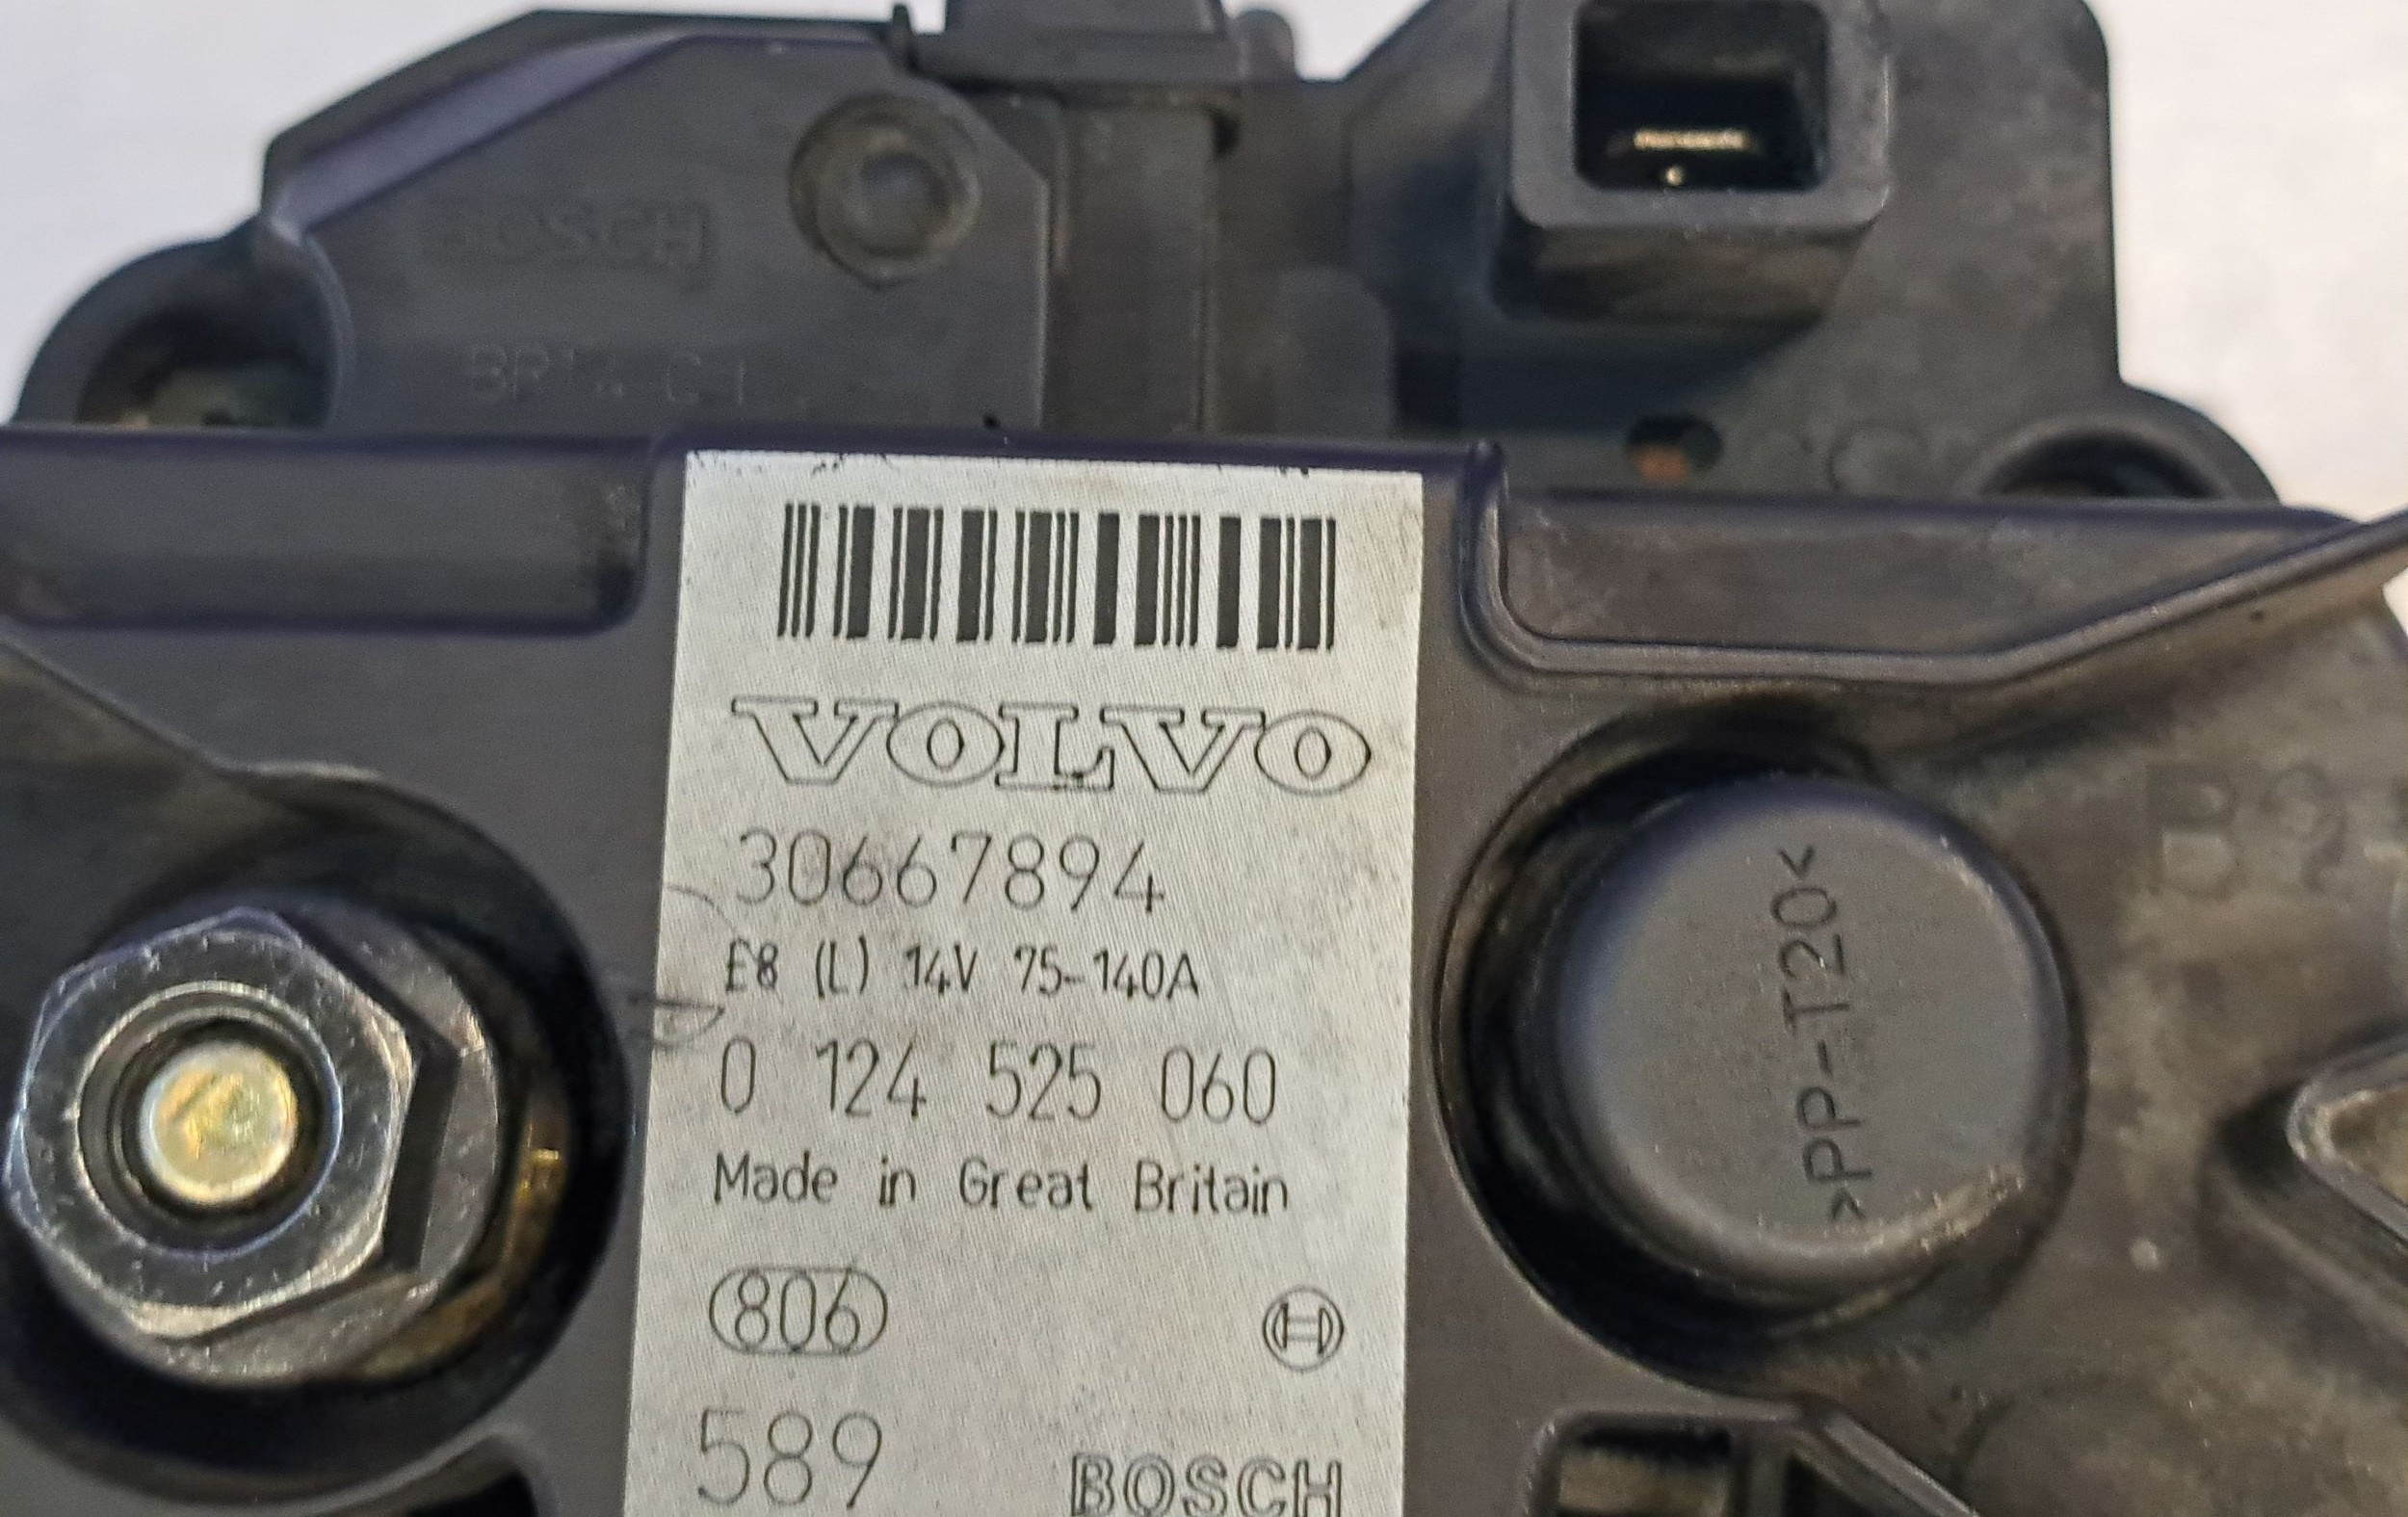 BOSCH
VOLVO
30667894
E8 (L) 14V 75-140A
0 124 525 060
Made in Great Britain
806
589
BOSCH
>PP-T20<